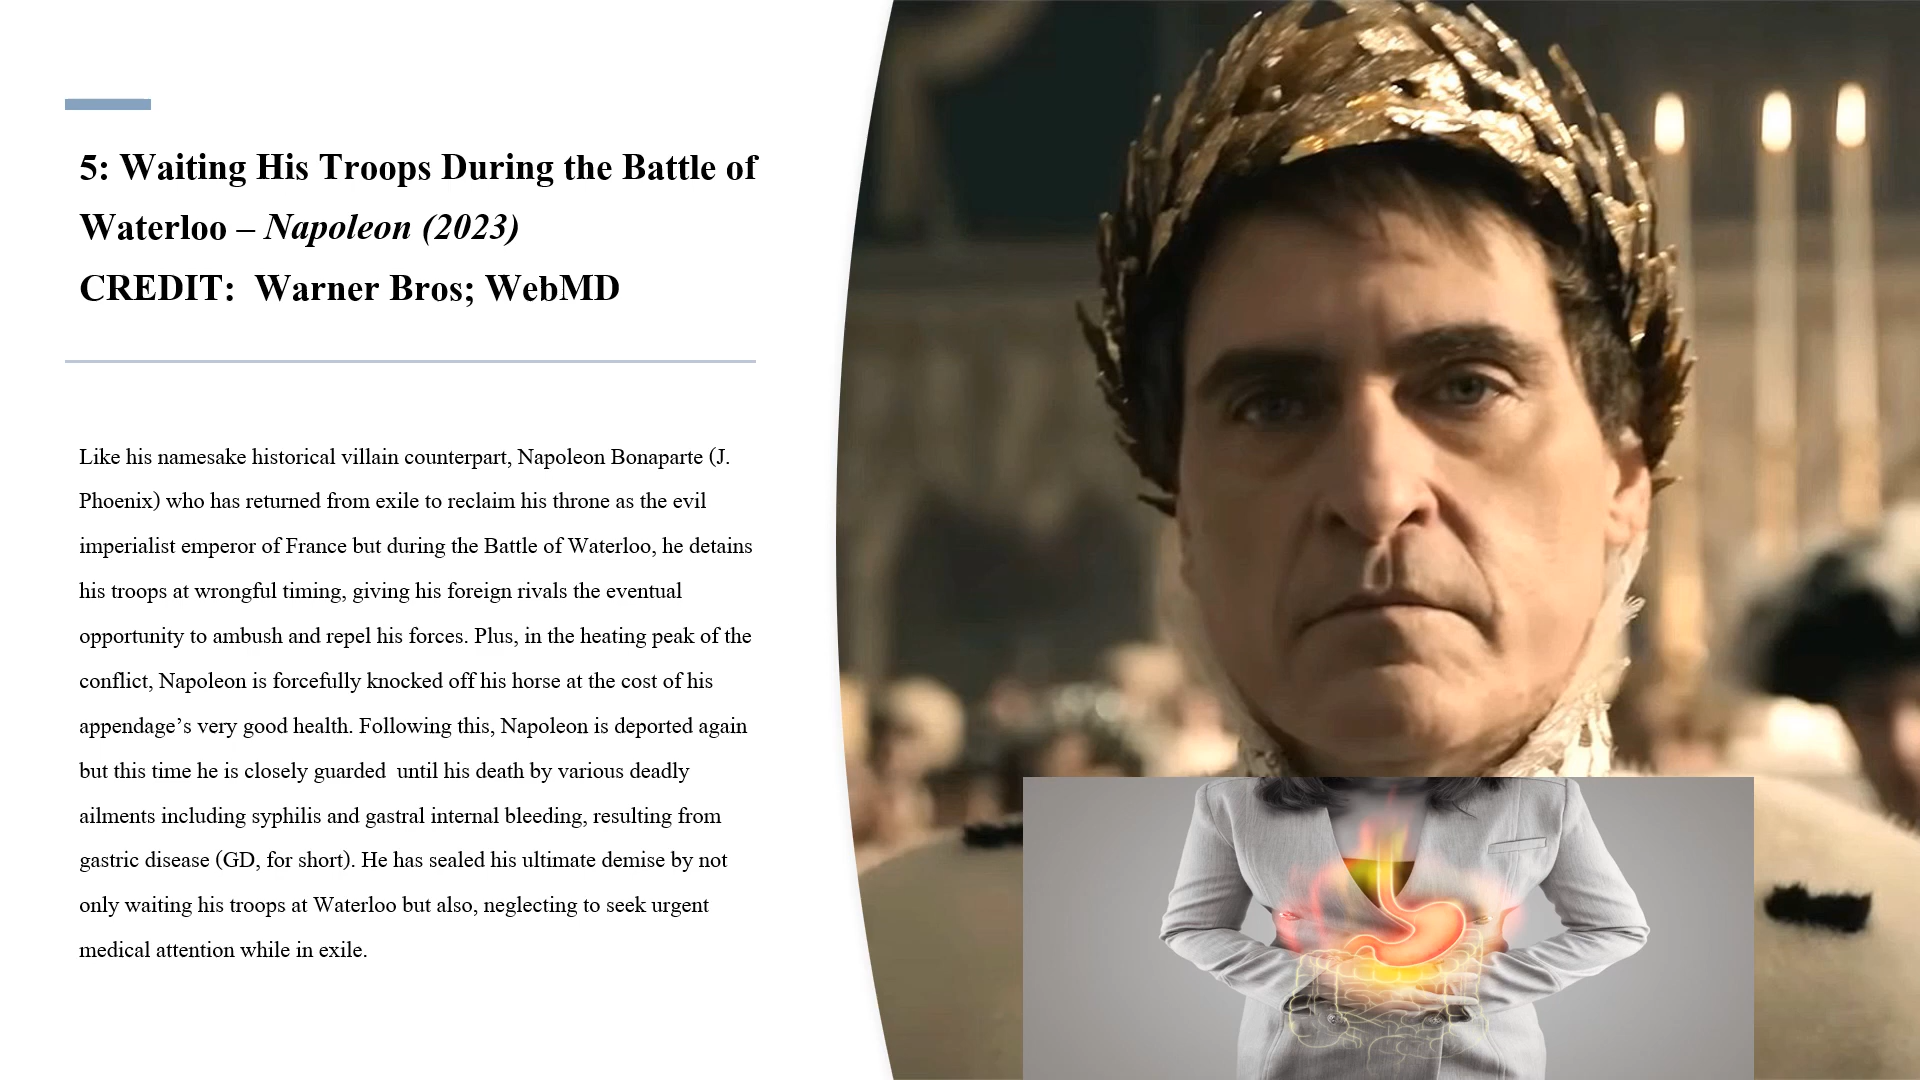 5: Waiting His Troops During the Battle of
Waterloo – Napoleon (2023)
CREDIT:  Warner Bros; WebMD
Like his namesake historical villain counterpart, Napoleon Bonaparte (J.
Phoenix) who has returned from exile to reclaim his throne as the evil
imperialist emperor of France but during the Battle of Waterloo, he detains
his troops at wrongful timing, giving his foreign rivals the eventual
opportunity to ambush and repel his forces. Plus, in the heating peak of the
conflict, Napoleon is forcefully knocked off his horse at the cost of his
appendage’s very good health. Following this, Napoleon is deported again
but this time he is closely guarded  until his death by various deadly
ailments including syphilis and gastral internal bleeding, resulting from
gastric disease (GD, for short). He has sealed his ultimate demise by not
only waiting his troops at Waterloo but also, neglecting to seek urgent
medical attention while in exile.